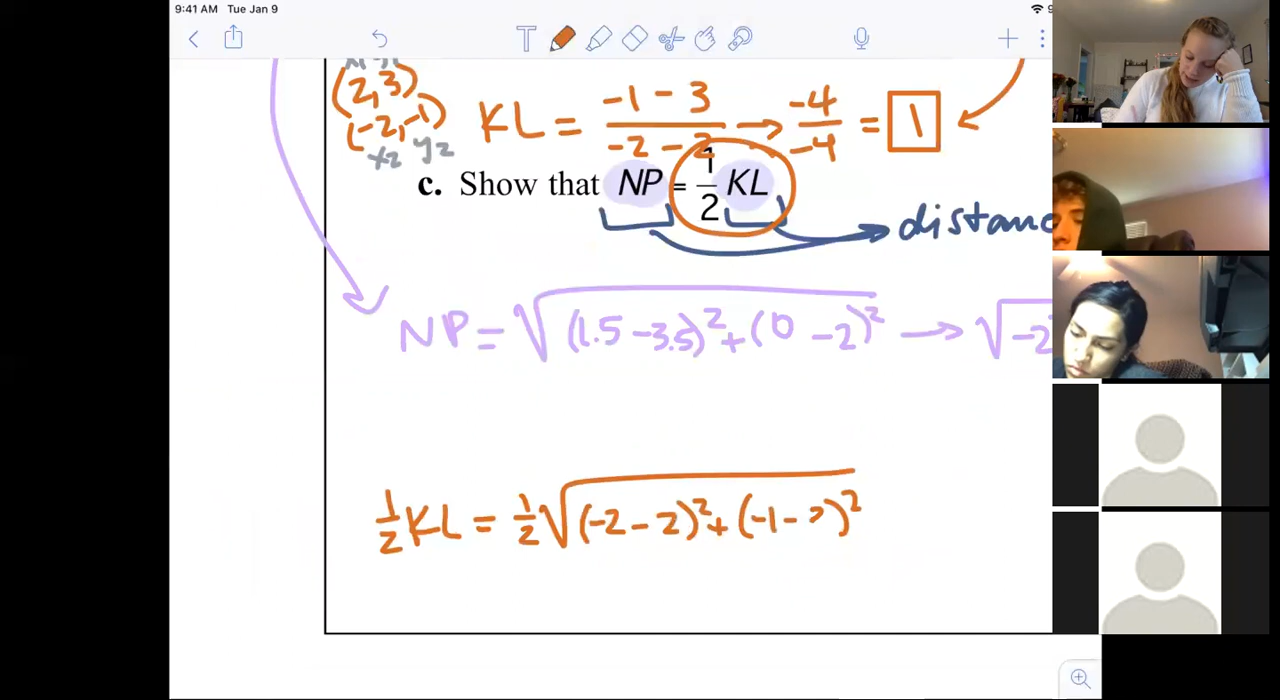 9:41 AM Tue Jan 9
(2,3)
(-2,-1)
x2 y2
KL = -1 - 3 / -2 - 2 → -4 / -4 = 1
c. Show that NP = 1/2 KL
distanc
NP = √(1.5 - 3.5)² + (0 - 2)² → √-2
1/2 KL = 1/2 √(-2 - 2)² + (-1 -